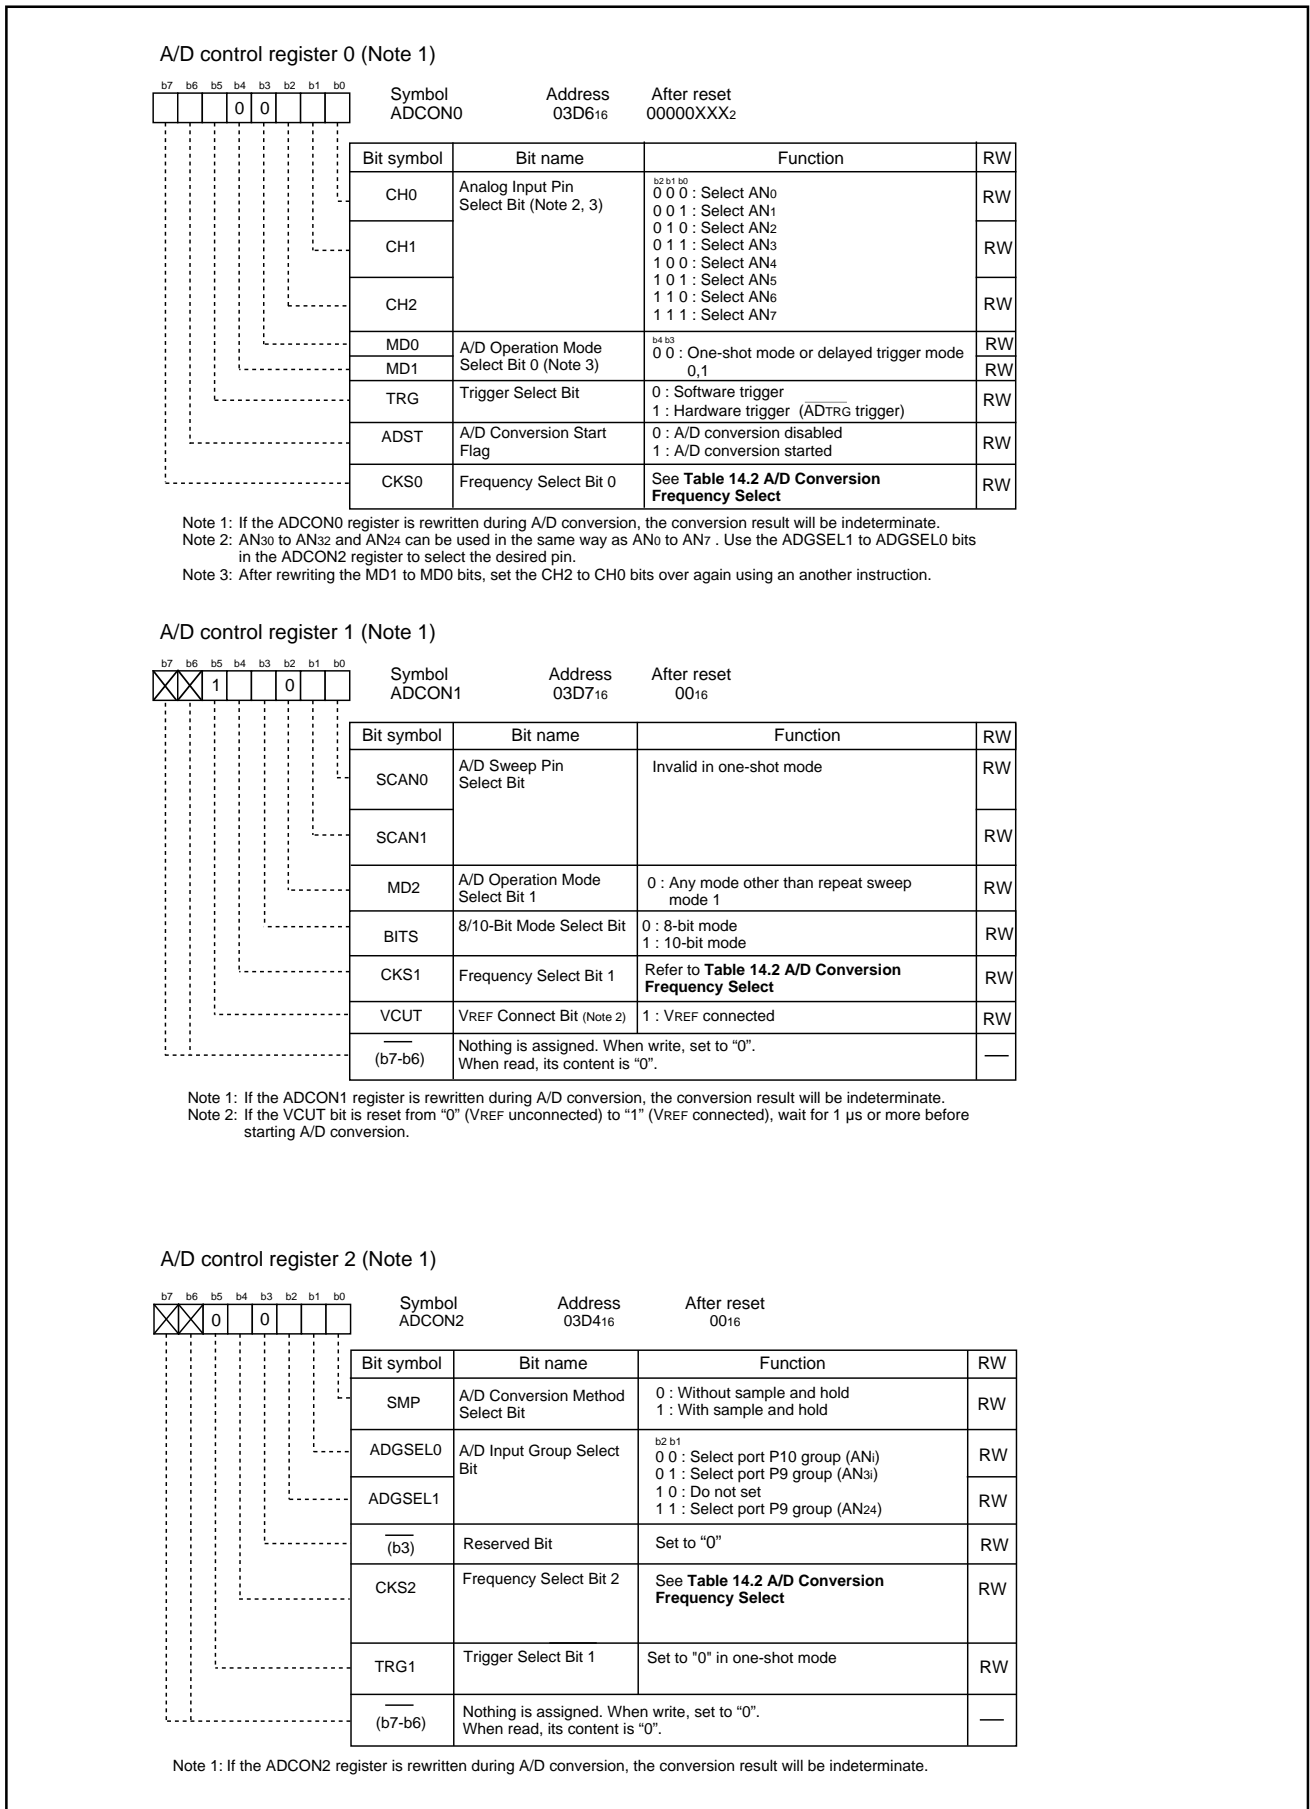 A/D control register 0 (Note 1)
b7 b6 b5 b4 b3 b2 b1 b0
0 0
Symbol Address After reset
ADCON0 03D616 00000XXX2
Bit symbol Bit name Function RW
CH0 Analog Input Pin Select Bit (Note 2, 3) RW
b2 b1 b0
0 0 0 : Select AN0
0 0 1 : Select AN1
0 1 0 : Select AN2
0 1 1 : Select AN3
CH1 RW
1 0 0 : Select AN4
1 0 1 : Select AN5
1 1 0 : Select AN6
1 1 1 : Select AN7
CH2 RW
MD0 A/D Operation Mode RW
MD1 Select Bit 0 (Note 3) RW
b4 b3
0 0 : One-shot mode or delayed trigger mode
0,1
TRG Trigger Select Bit 0 : Software trigger RW
1 : Hardware trigger (ADTRG trigger)
ADST A/D Conversion Start 0 : A/D conversion disabled RW
Flag 1 : A/D conversion started
CKS0 Frequency Select Bit 0 See Table 14.2 A/D Conversion RW
Frequency Select
Note 1: If the ADCON0 register is rewritten during A/D conversion, the conversion result will be indeterminate.
Note 2: AN30 to AN32 and AN24 can be used in the same way as AN0 to AN7 . Use the ADGSEL1 to ADGSEL0 bits
in the ADCON2 register to select the desired pin.
Note 3: After rewriting the MD1 to MD0 bits, set the CH2 to CH0 bits over again using an another instruction.
A/D control register 1 (Note 1)
b7 b6 b5 b4 b3 b2 b1 b0
1 0
Symbol Address After reset
ADCON1 03D716 0016
Bit symbol Bit name Function RW
SCAN0 A/D Sweep Pin Invalid in one-shot mode RW
Select Bit
SCAN1 RW
MD2 A/D Operation Mode 0 : Any mode other than repeat sweep RW
Select Bit 1 mode 1
BITS 8/10-Bit Mode Select Bit 0 : 8-bit mode RW
1 : 10-bit mode
CKS1 Frequency Select Bit 1 Refer to Table 14.2 A/D Conversion RW
Frequency Select
VCUT VREF Connect Bit (Note 2) 1 : VREF connected RW
(b7-b6) Nothing is assigned. When write, set to “0”. —
When read, its content is “0”.
Note 1: If the ADCON1 register is rewritten during A/D conversion, the conversion result will be indeterminate.
Note 2: If the VCUT bit is reset from “0” (VREF unconnected) to “1” (VREF connected), wait for 1 µs or more before
starting A/D conversion.
A/D control register 2 (Note 1)
b7 b6 b5 b4 b3 b2 b1 b0
0 0
Symbol Address After reset
ADCON2 03D416 0016
Bit symbol Bit name Function RW
SMP A/D Conversion Method 0 : Without sample and hold RW
Select Bit 1 : With sample and hold
ADGSEL0 A/D Input Group Select RW
Bit
b2 b1
0 0 : Select port P10 group (ANi)
0 1 : Select port P9 group (AN3i)
ADGSEL1 1 0 : Do not set RW
1 1 : Select port P9 group (AN24)
(b3) Reserved Bit Set to “0” RW
CKS2 Frequency Select Bit 2 See Table 14.2 A/D Conversion RW
Frequency Select
TRG1 Trigger Select Bit 1 Set to "0" in one-shot mode RW
(b7-b6) Nothing is assigned. When write, set to “0”. —
When read, its content is “0”.
Note 1: If the ADCON2 register is rewritten during A/D conversion, the conversion result will be indeterminate.